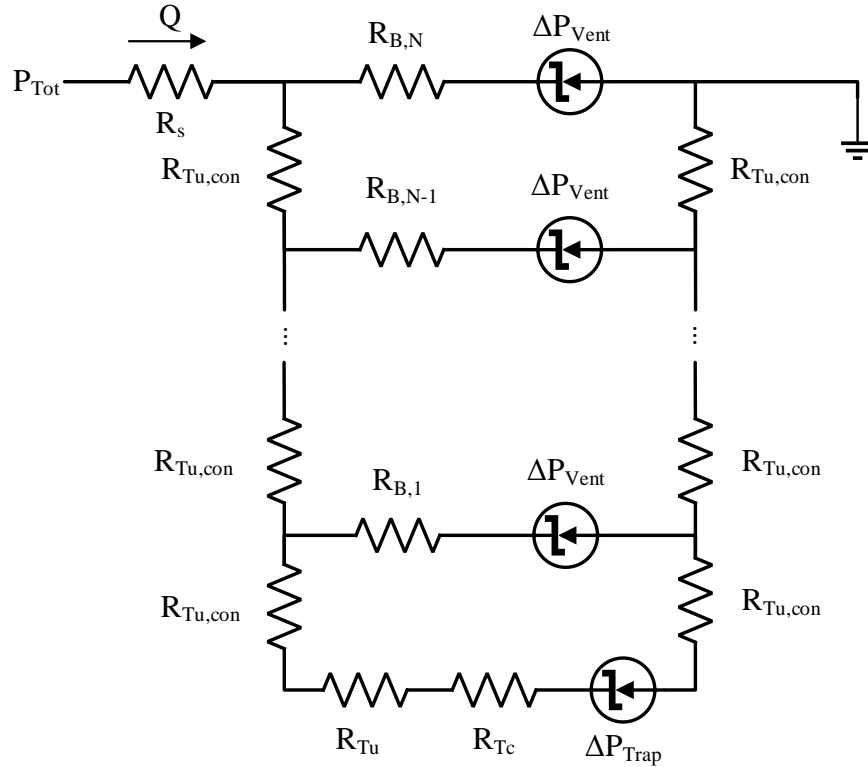 Q
R_B,N
ΔP_Vent
P_Tot
R_s
R_Tu,con
R_Tu,con
R_B,N-1
ΔP_Vent
...
...
R_Tu,con
R_Tu,con
R_B,1
ΔP_Vent
R_Tu,con
R_Tu,con
R_Tu
R_Tc
ΔP_Trap